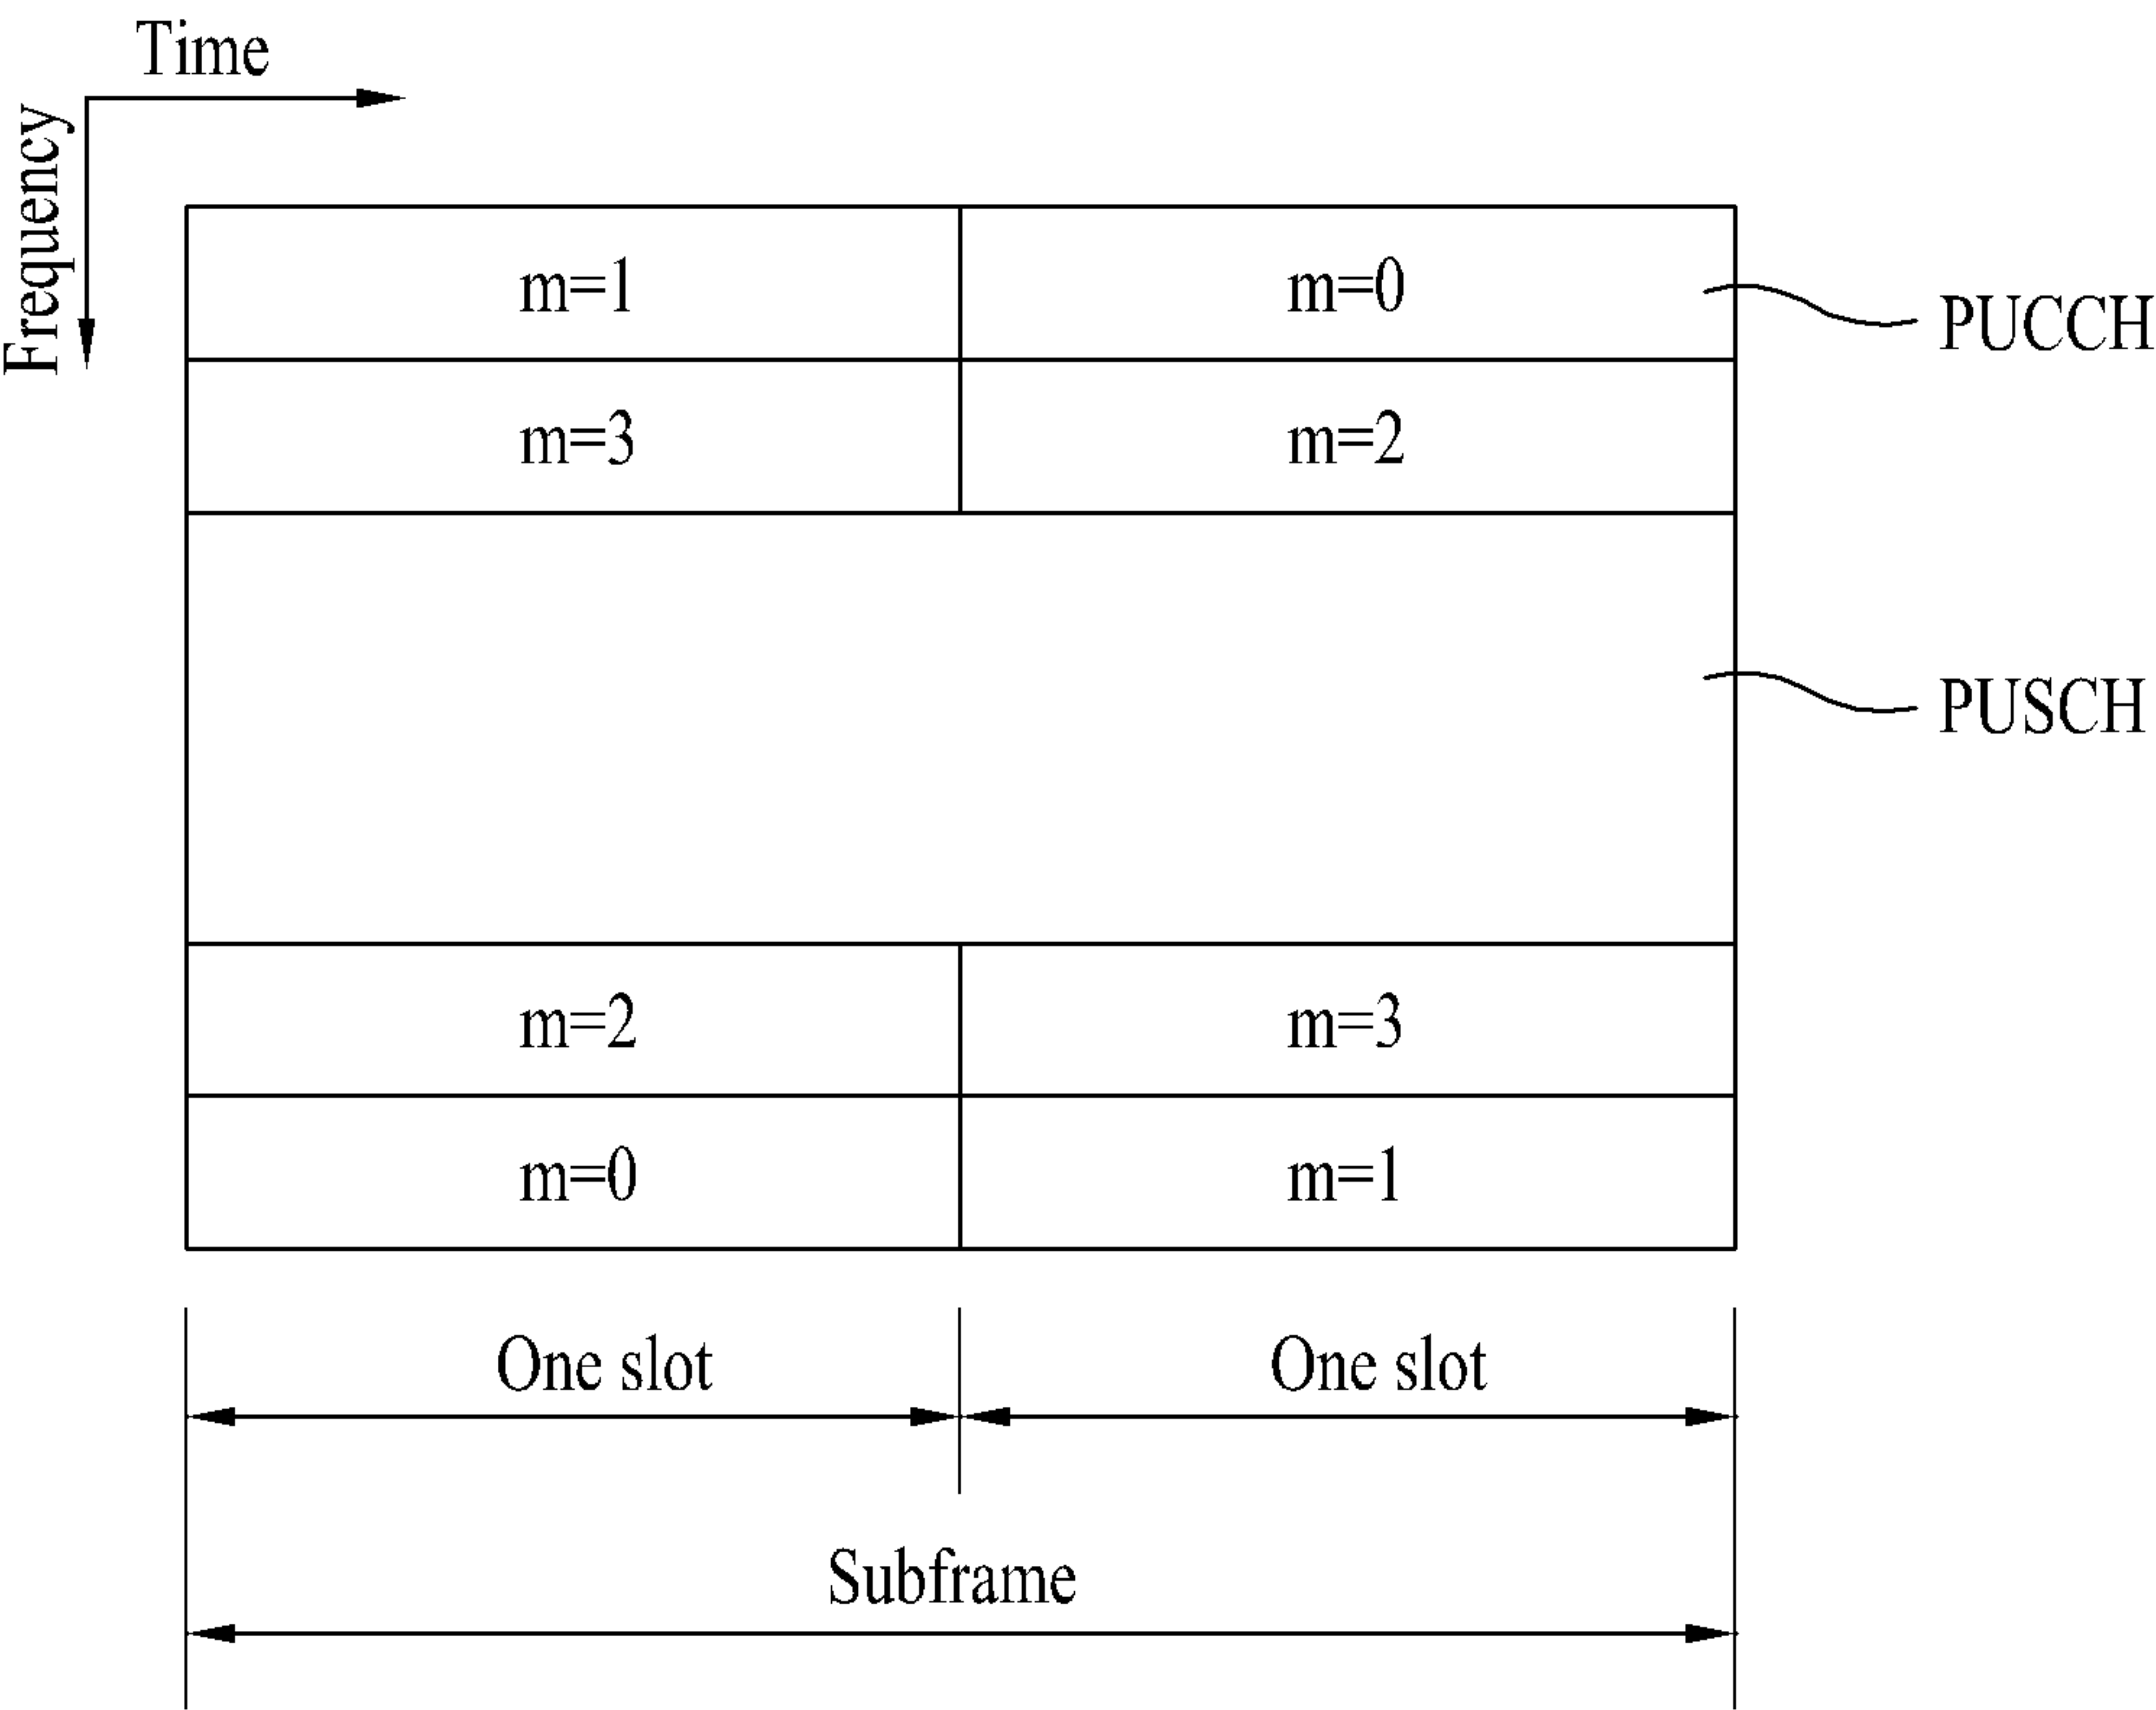 Time
Frequency
m=1 m=0
PUCCH
m=3 m=2
PUSCH
m=2 m=3
m=0 m=1
One slot One slot
Subframe